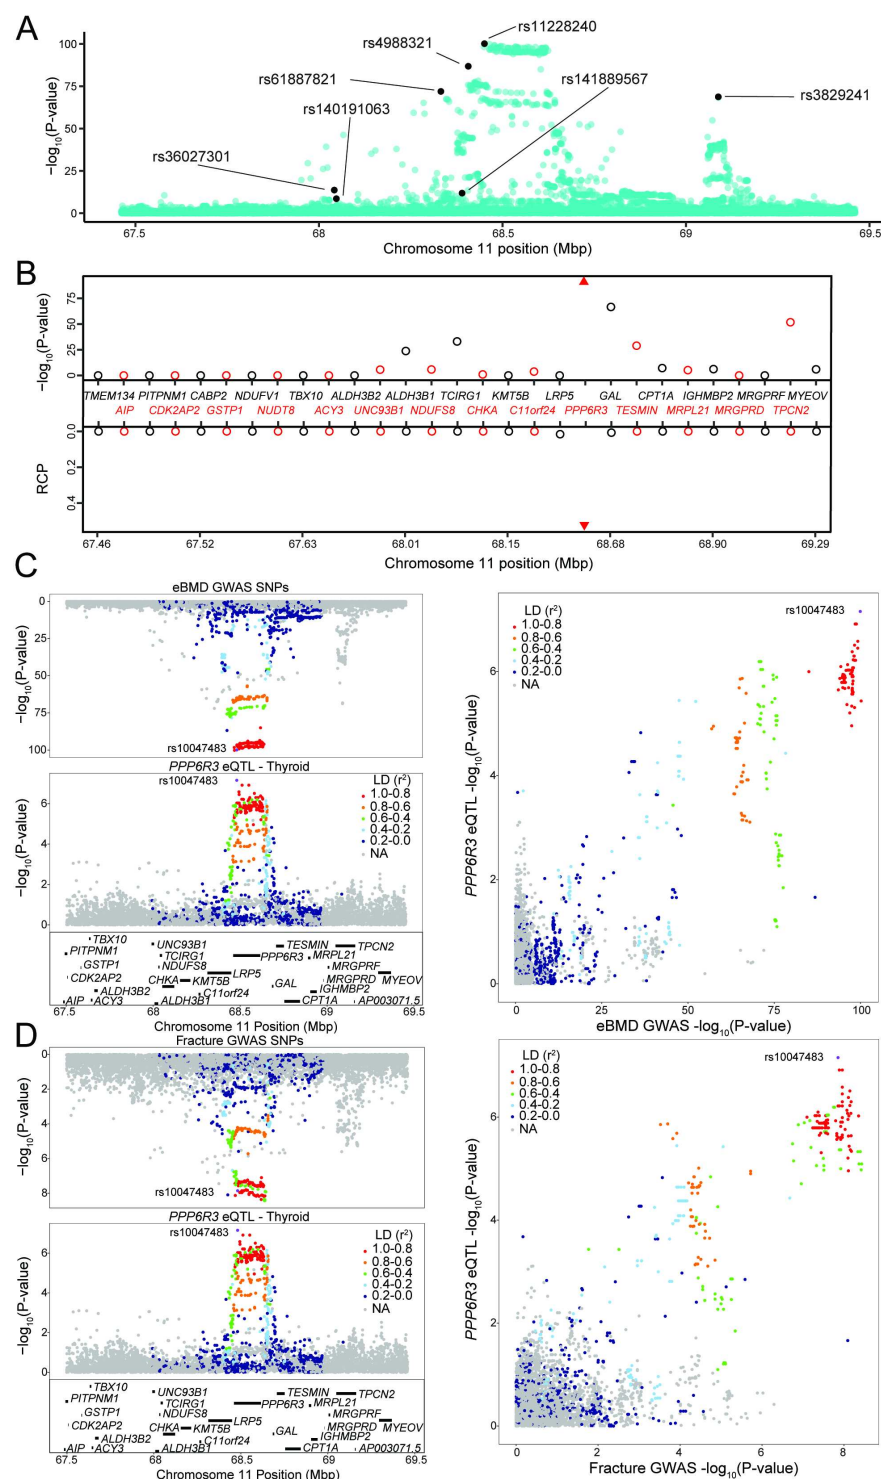 A
rs11228240
rs4988321
rs61887821
rs141889567
rs140191063
rs3829241
rs36027301
−log10(P-value)
100
75
50
25
0
67.5 68 68.5 69 69.5
Chromosome 11 position (Mbp)
B
−log10(P-value)
75
25
0
TMEM134 PITPNM1 CABP2 NDUFV1 TBX10 ALDH3B2 ALDH3B1 TCIRG1 KMT5B LRP5 GAL CPT1A IGHMBP2 MRGPRF MYEOV
AIP CDK2AP2 GSTP1 NUDT8 ACY3 UNC93B1 NDUFS8 CHKA C11orf24 PPP6R3 TESMIN MRPL21 MRGPRD TPCN2
RCP
0.0
0.2
0.4
67.46 67.52 67.63 68.01 68.15 68.68 68.90 69.29
Chromosome 11 position (Mbp)
C
eBMD GWAS SNPs
−log10(P-value)
0
25
50
75
100
rs10047483
PPP6R3 eQTL - Thyroid
rs10047483
LD (r2)
1.0-0.8
0.8-0.6
0.6-0.4
0.4-0.2
0.2-0.0
NA
−log10(P-value)
6
4
2
0
TBX10 UNC93B1 TESMIN TPCN2
PITPNM1 TCIRG1 PPP6R3 MRPL21
GSTP1 NDUFS8 MRGPRF
CDK2AP2 CHKA KMT5B LRP5 MRGPRD MYEOV
ALDH3B2 C11orf24 GAL IGHMBP2
AIP ACY3 ALDH3B1 CPT1A AP003071.5
67.5 68 68.5 69 69.5
Chromosome 11 Position (Mbp)
LD (r2)
1.0-0.8
0.8-0.6
0.6-0.4
0.4-0.2
0.2-0.0
NA
rs10047483
PPP6R3 eQTL -log10(P-value)
6
4
2
0
0 25 50 75 100
eBMD GWAS -log10(P-value)
D
Fracture GWAS SNPs
−log10(P-value)
0
2
4
6
8
rs10047483
PPP6R3 eQTL - Thyroid
rs10047483
LD (r2)
1.0-0.8
0.8-0.6
0.6-0.4
0.4-0.2
0.2-0.0
NA
−log10(P-value)
6
4
2
0
TBX10 UNC93B1 TESMIN TPCN2
PITPNM1 TCIRG1 PPP6R3 MRPL21
GSTP1 NDUFS8 MRGPRF
CDK2AP2 CHKA KMT5B LRP5 MRGPRD MYEOV
ALDH3B2 C11orf24 GAL IGHMBP2
AIP ACY3 ALDH3B1 CPT1A AP003071.5
67.5 68 68.5 69 69.5
Chromosome 11 Position (Mbp)
LD (r2)
1.0-0.8
0.8-0.6
0.6-0.4
0.4-0.2
0.2-0.0
NA
rs10047483
PPP6R3 eQTL -log10(P-value)
6
4
2
0
0 2 4 6 8
Fracture GWAS -log10(P-value)